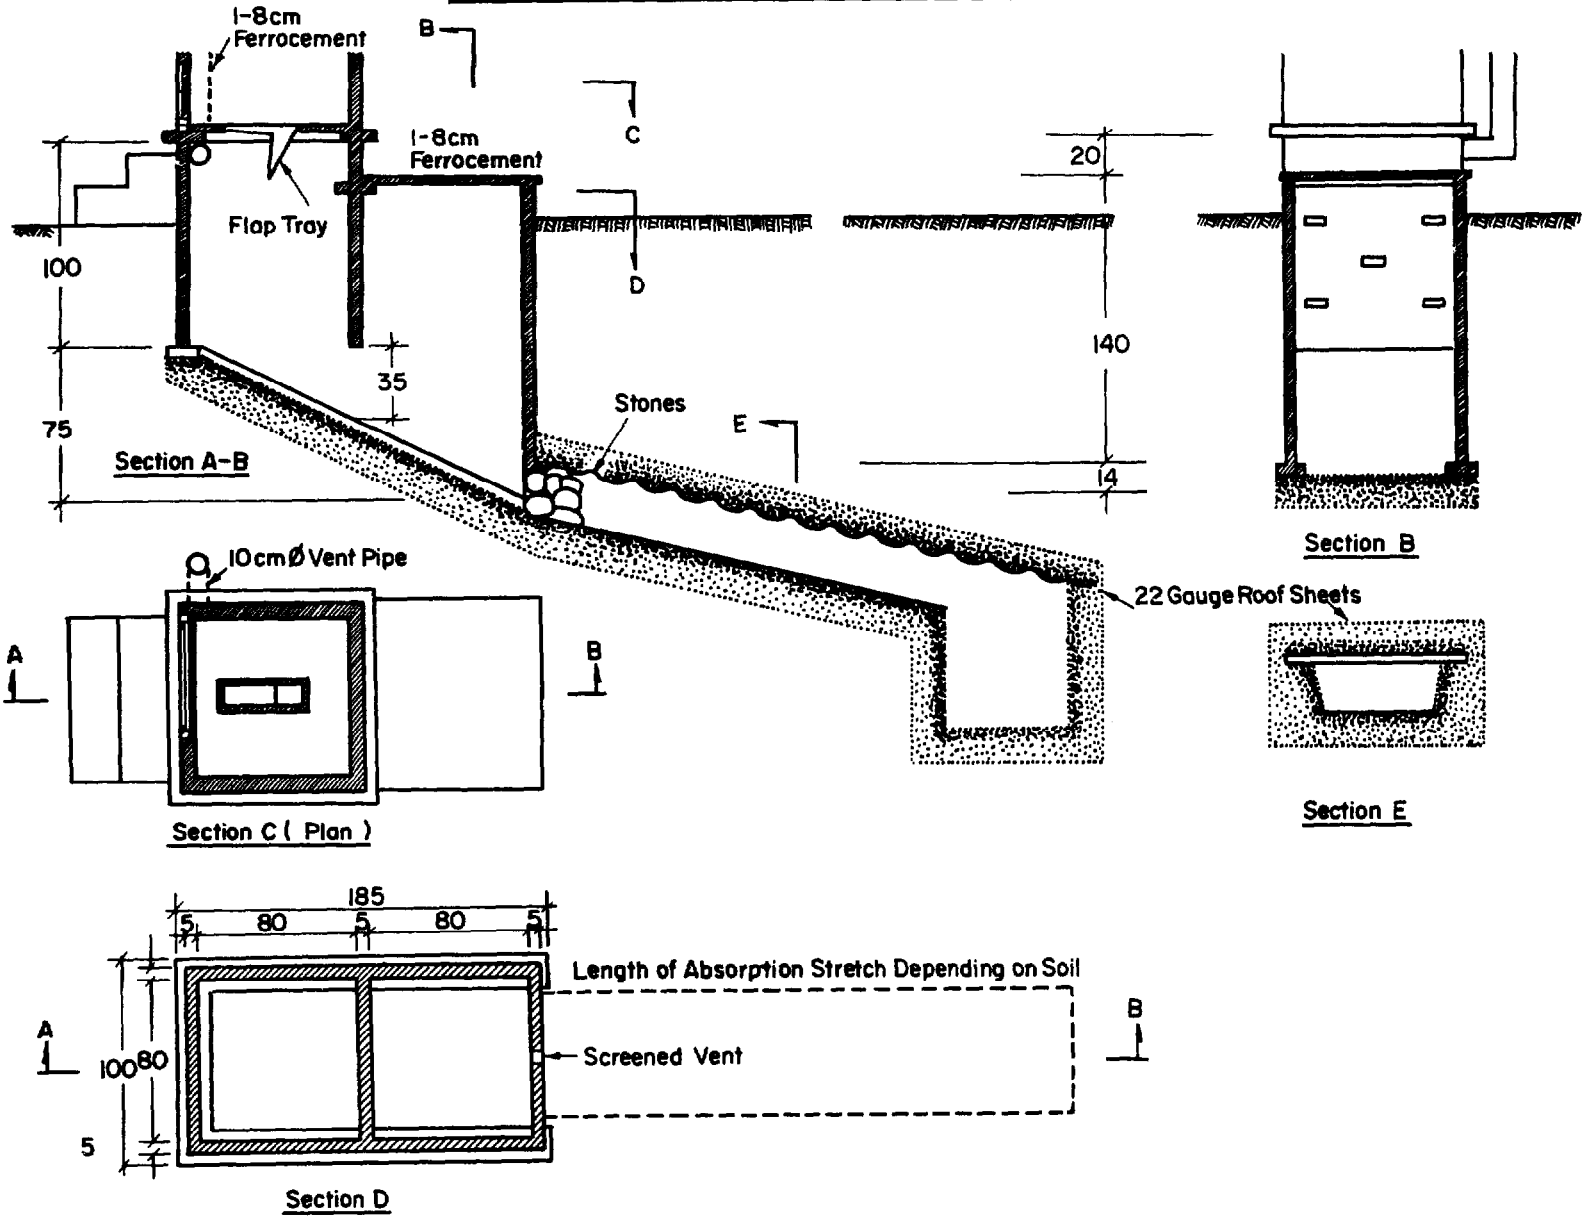 1-8cm
Ferrocement
B
C
1-8cm
Ferrocement
20
Flap Tray
100
D
140
35
Stones
75
E
Section A-B
14
Section B
10cm Ø Vent Pipe
22 Gauge Roof Sheets
A
B
Section C ( Plan )
Section E
185
5
80
5
80
5
Length of Absorption Stretch Depending on Soil
A
B
100
80
Screened Vent
5
Section D